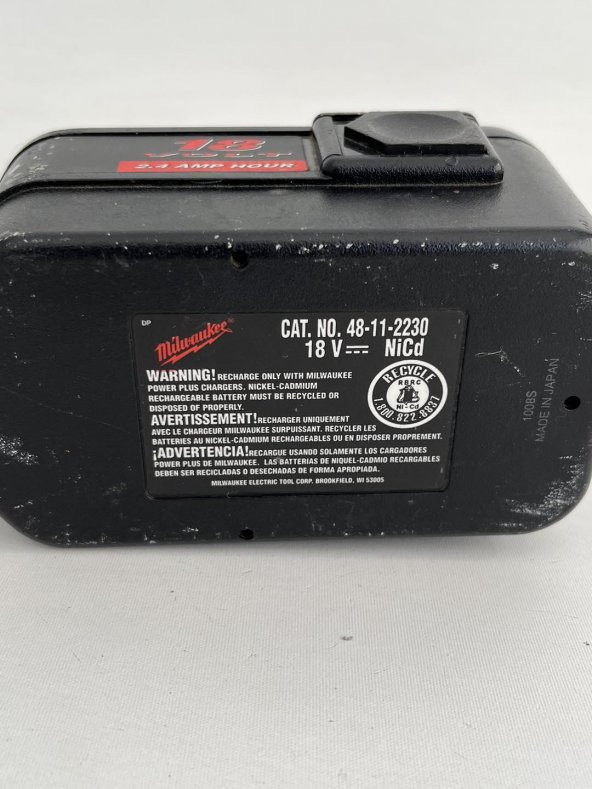 18
VOLT
2.4 AMP HOUR
DP
Milwaukee®
CAT. NO. 48-11-2230
18 V NiCd
WARNING! RECHARGE ONLY WITH MILWAUKEE
POWER PLUS CHARGERS. NICKEL-CADMIUM
RECHARGEABLE BATTERY MUST BE RECYCLED OR
DISPOSED OF PROPERLY.
AVERTISSEMENT! RECHARGER UNIQUEMENT
AVEC LE CHARGEUR MILWAUKEE SURPUISSANT. RECYCLER LES
BATTERIES AU NICKEL-CADMIUM RECHARGEABLES OU EN DISPOSER PROPREMENT.
¡ADVERTENCIA! RECARGUE USANDO SOLAMENTE LOS CARGADORES
POWER PLUS DE MILWAUKEE. LAS BATERIAS DE NIQUEL-CADMIO RECARGABLES
DEBEN SER RECICLADAS O DESECHADAS DE FORMA APROPIADA.
MILWAUKEE ELECTRIC TOOL CORP. BROOKFIELD, WI 53005
RECYCLE
RBRC
Ni-Cd
1-800-822-8837
1008S
MADE IN JAPAN